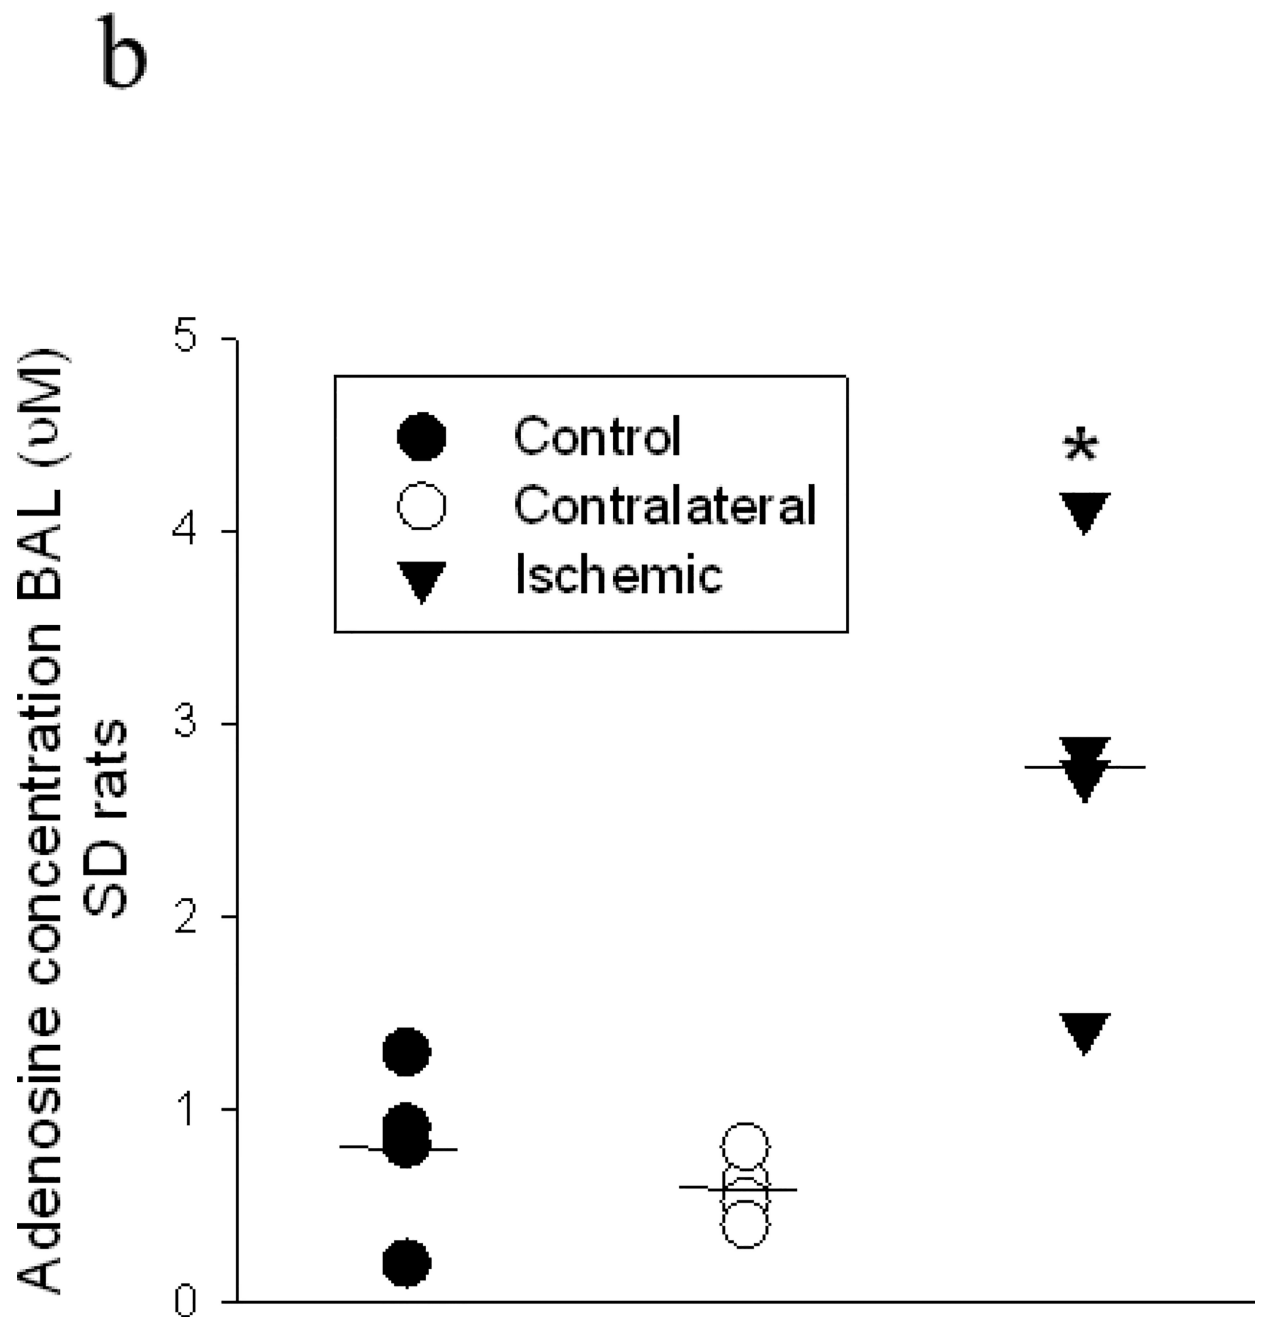 b
Adenosine concentration BAL (υM)
SD rats
5
4
3
2
1
0
Control
Contralateral
Ischemic
*